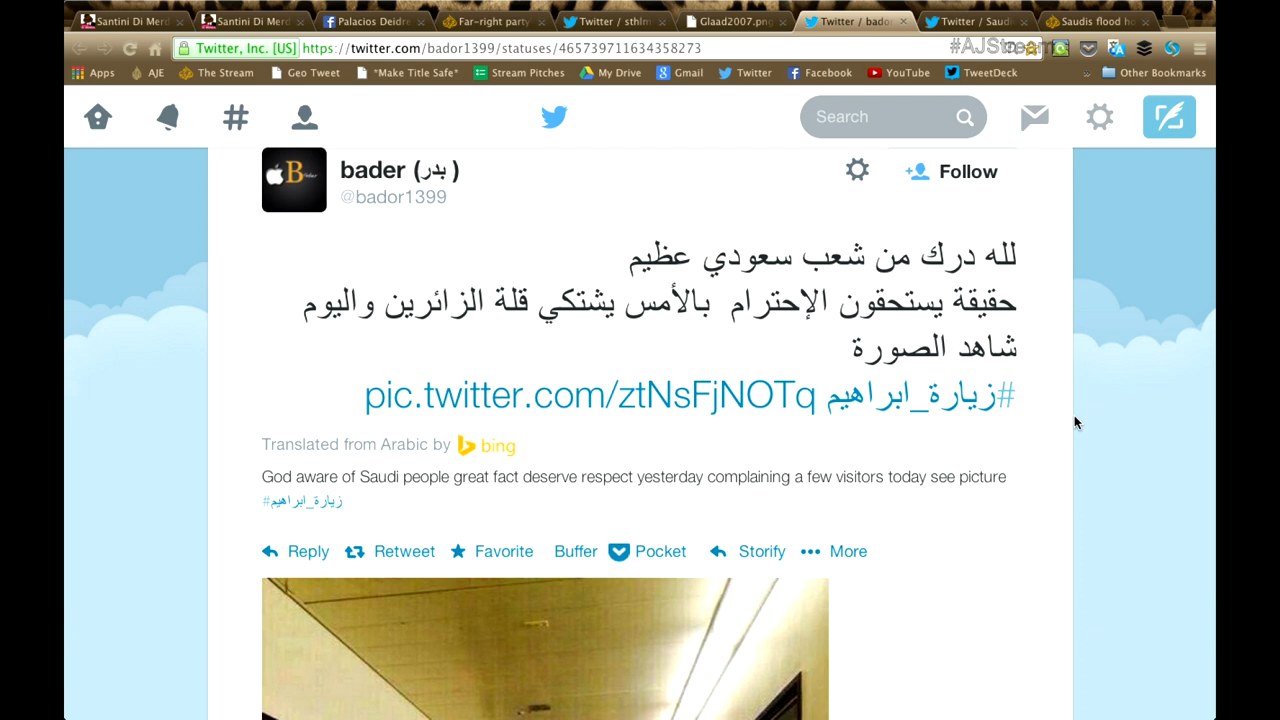 Santini Di Merd
Santini Di Merd
Palacios Deidre
Far-right party
Twitter / sthlm
Glaad2007.png
Twitter / bador
Twitter / Saudi
Saudis flood ho
Twitter, Inc. [US] https://twitter.com/bador1399/statuses/465739711634358273
#AJStream
Apps AJE The Stream Geo Tweet *Make Title Safe* Stream Pitches My Drive Gmail Twitter Facebook YouTube TweetDeck » Other Bookmarks
Search
B
bader (بدر )
@bador1399
Follow
لله درك من شعب سعودي عظيم
حقيقة يستحقون الإحترام بالأمس يشتكي قلة الزائرين واليوم
شاهد الصورة
#زيارة_ابراهيم pic.twitter.com/ztNsFjNOTq
Translated from Arabic by bing
God aware of Saudi people great fact deserve respect yesterday complaining a few visitors today see picture
#زيارة_ابراهيم
Reply Retweet Favorite Buffer Pocket Storify More